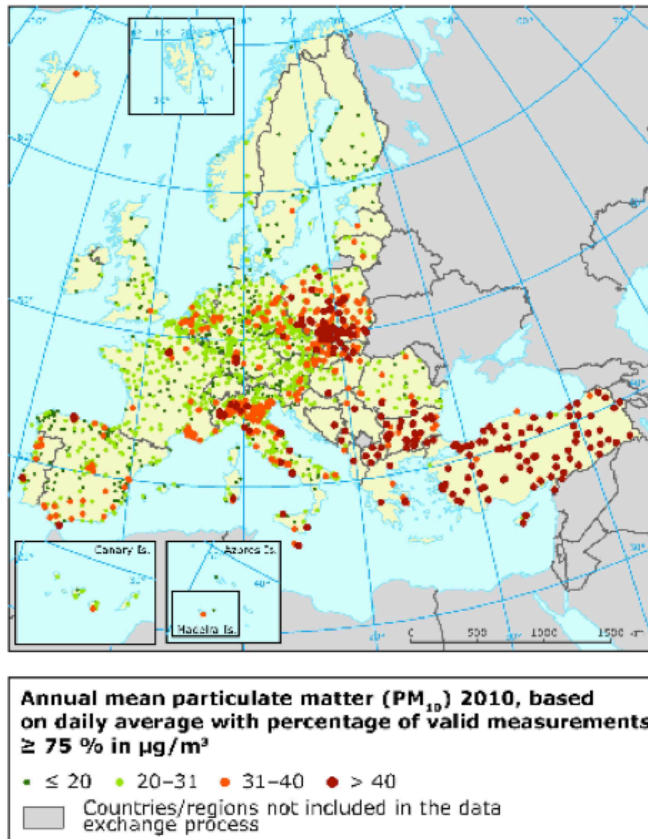 Canary Is.
Azores Is.
30°
40°
Madeira Is.
0 500 1000 1500 km
Annual mean particulate matter (PM₁₀) 2010, based
on daily average with percentage of valid measurements
≥ 75 % in µg/m³
≤ 20 20–31 31–40 > 40
Countries/regions not included in the data
exchange process